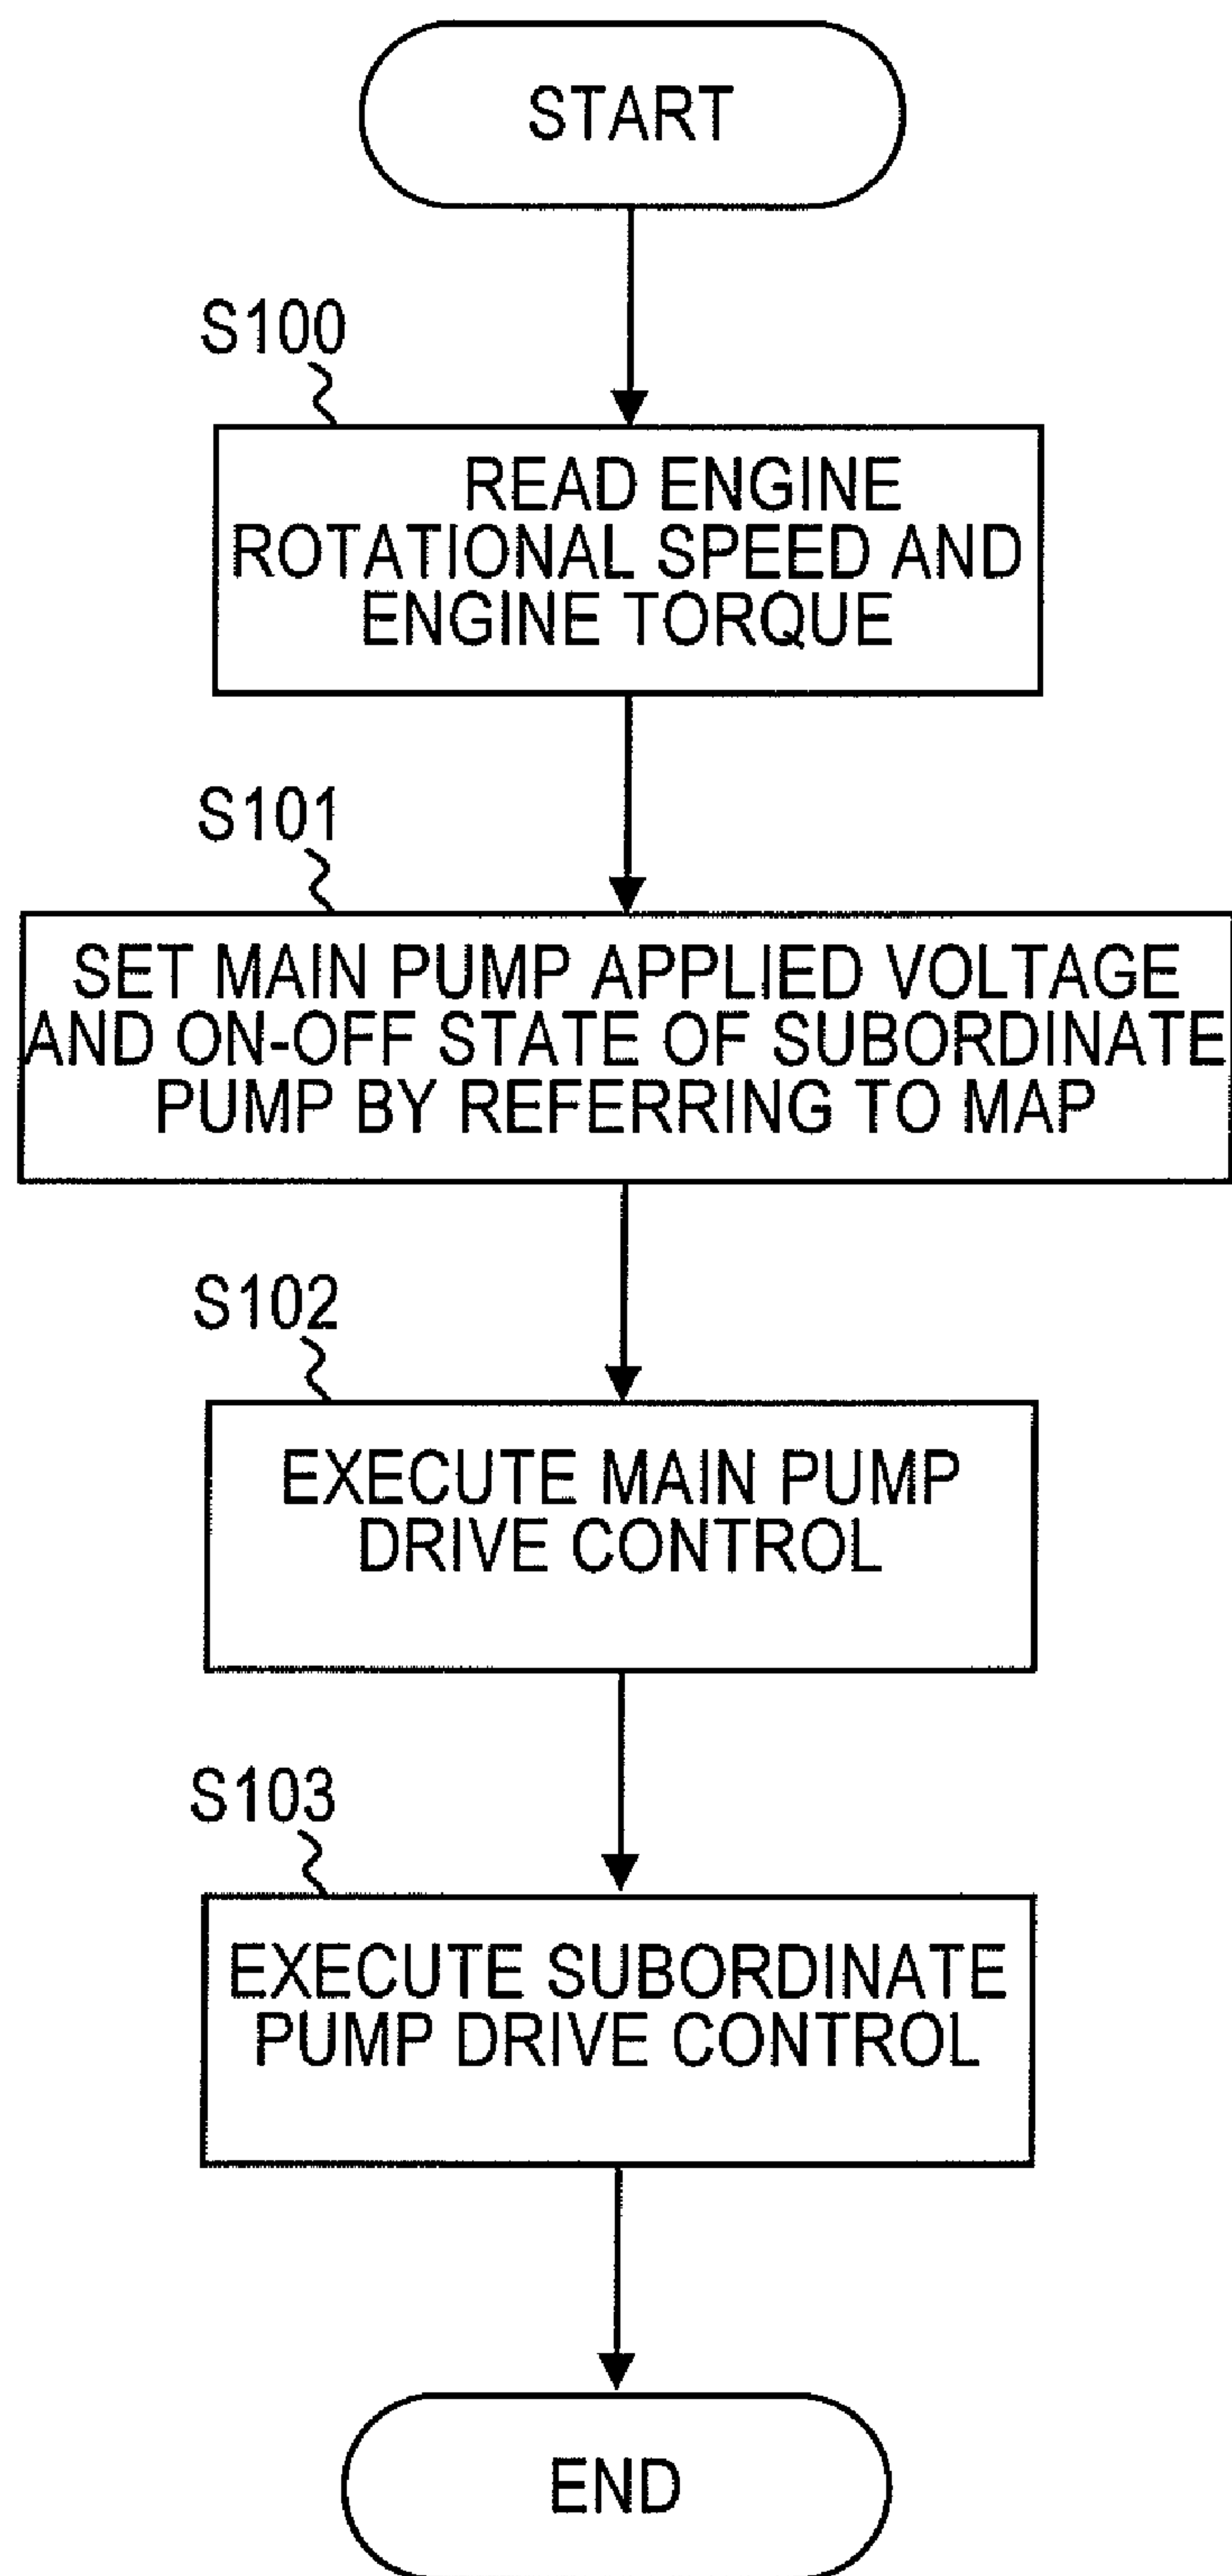 START
S100
READ ENGINE
ROTATIONAL SPEED AND
ENGINE TORQUE
S101
SET MAIN PUMP APPLIED VOLTAGE
AND ON-OFF STATE OF SUBORDINATE
PUMP BY REFERRING TO MAP
S102
EXECUTE MAIN PUMP
DRIVE CONTROL
S103
EXECUTE SUBORDINATE
PUMP DRIVE CONTROL
END